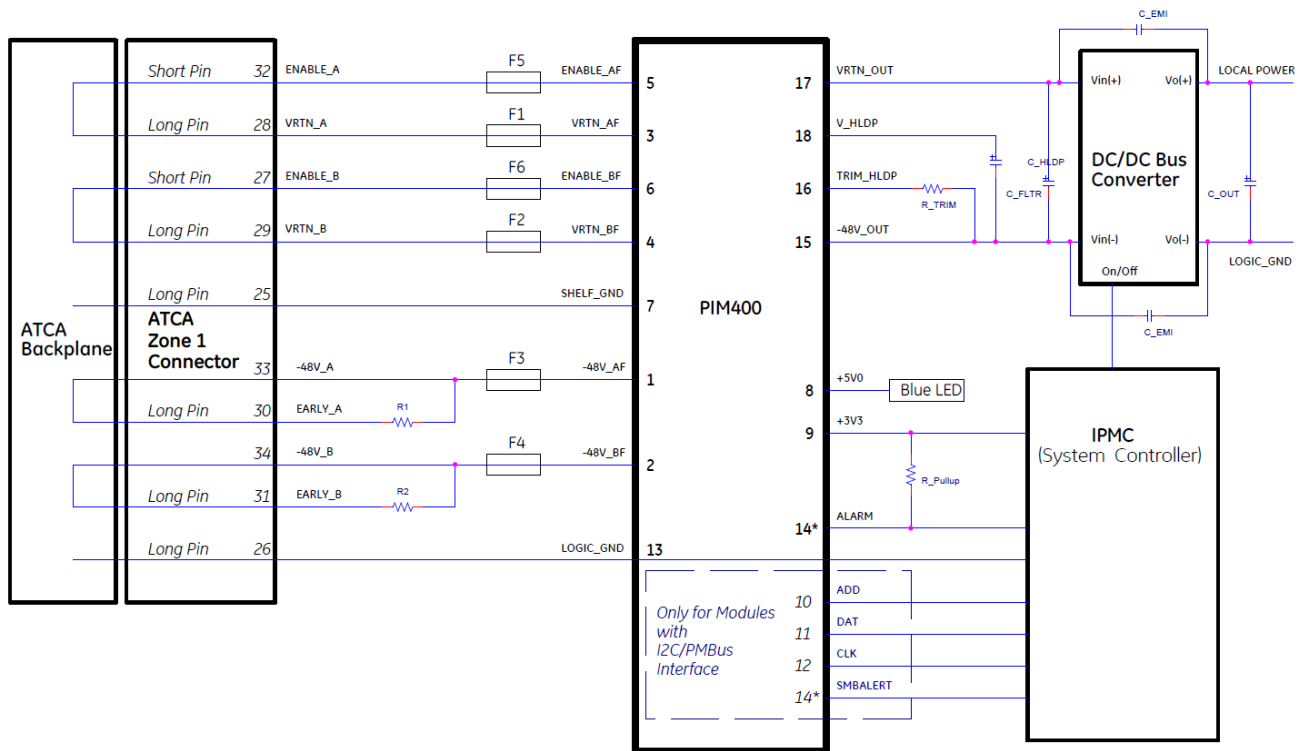 C_EMI
Short Pin 32 ENABLE_A F5 ENABLE_AF 5
17 VRTN_OUT Vin(+) Vo(+) LOCAL POWER
Long Pin 28 VRTN_A F1 VRTN_AF 3
18 V_HLDP
Short Pin 27 ENABLE_B F6 ENABLE_BF 6
16 TRIM_HLDP
R_TRIM
C_HLDP
C_FLTR
DC/DC Bus
Converter
C_OUT
Long Pin 29 VRTN_B F2 VRTN_BF 4
15 -48V_OUT Vin(-) Vo(-)
LOGIC_GND
On/Off
Long Pin 25 SHELF_GND 7
PIM400
ATCA
Backplane
ATCA
Zone 1
Connector
C_EMI
33 -48V_A F3 -48V_AF 1
Long Pin 30 EARLY_A R1
8 +5V0 Blue LED
9 +3V3
34 -48V_B F4 -48V_BF 2
Long Pin 31 EARLY_B R2
R_Pullup
IPMC
(System Controller)
14* ALARM
Long Pin 26 LOGIC_GND 13
Only for Modules
with
I2C/PMBus
Interface
10 ADD
11 DAT
12 CLK
14* SMBALERT